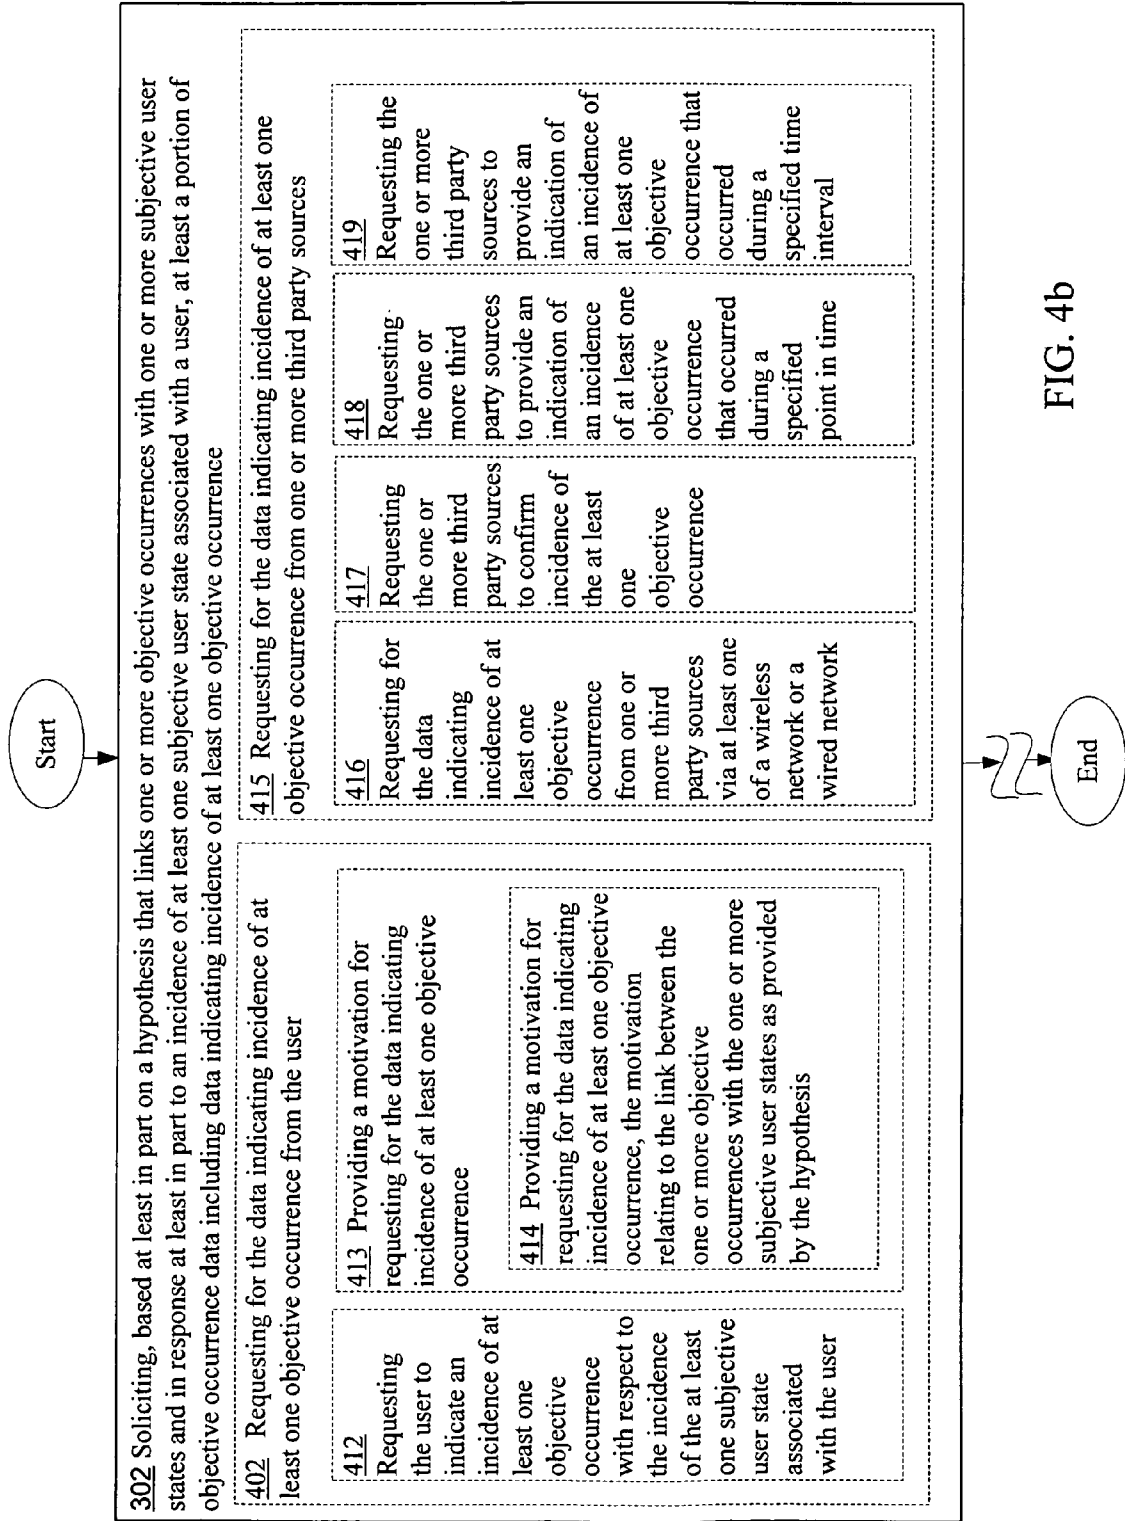 Start
302 Soliciting, based at least in part on a hypothesis that links one or more objective occurrences with one or more subjective user
states and in response at least in part to an incidence of at least one subjective user state associated with a user, at least a portion of
objective occurrence data including data indicating incidence of at least one objective occurrence
402 Requesting for the data indicating incidence of at
least one objective occurrence from the user
412
Requesting
the user to
indicate an
incidence of at
least one
objective
occurrence
with respect to
the incidence
of the at least
one subjective
user state
associated
with the user
413 Providing a motivation for
requesting for the data indicating
incidence of at least one objective
occurrence
414 Providing a motivation for
requesting for the data indicating
incidence of at least one objective
occurrence, the motivation
relating to the link between the
one or more objective
occurrences with the one or more
subjective user states as provided
by the hypothesis
415 Requesting for the data indicating incidence of at least one
objective occurrence from one or more third party sources
416
Requesting for
the data
indicating
incidence of at
least one
objective
occurrence
from one or
more third
party sources
via at least one
of a wireless
network or a
wired network
417
Requesting
the one or
more third
party sources
to confirm
incidence of
the at least
one
objective
occurrence
418
Requesting
the one or
more third
party sources
to provide an
indication of
an incidence
of at least one
objective
occurrence
that occurred
during a
specified
point in time
419
Requesting the
one or more
third party
sources to
provide an
indication of
an incidence of
at least one
objective
occurrence that
occurred
during a
specified time
interval
End
FIG. 4b